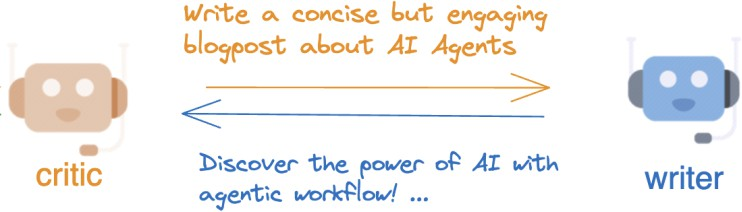 Write a concise but engaging
blogpost about AI Agents
critic
Discover the power of AI with
agentic workflow! ...
writer